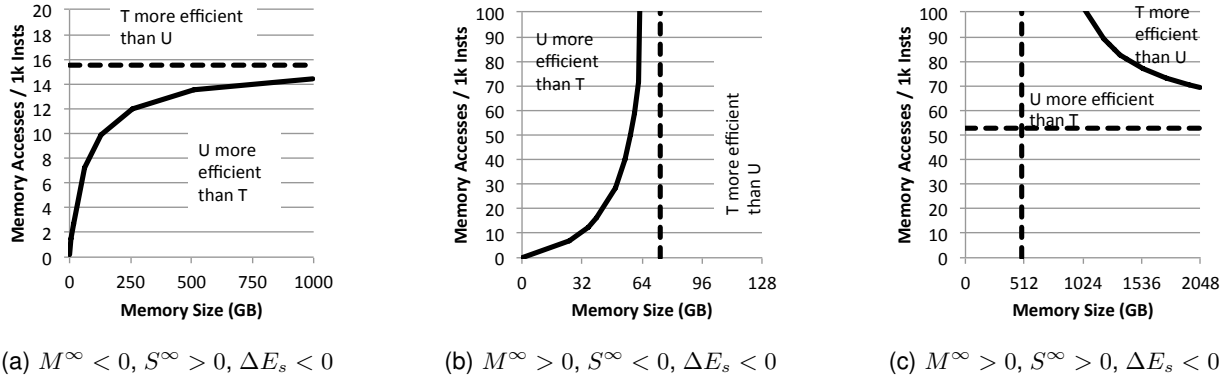 Memory Accesses / 1k Insts
20
18
16
14
12
10
8
6
4
2
0
T more efficient
than U
U more
efficient
than T
0 250 500 750 1000
Memory Size (GB)
(a) M^∞ < 0, S^∞ > 0, ΔE_s < 0
Memory Accesses / 1k Insts
100
90
80
70
60
50
40
30
20
10
0
U more
efficient
than T
T more efficient
than U
0 32 64 96 128
Memory Size (GB)
(b) M^∞ > 0, S^∞ < 0, ΔE_s < 0
Memory Accesses / 1k Insts
100
90
80
70
60
50
40
30
20
10
0
T more
efficient
than U
U more efficient
than T
0 512 1024 1536 2048
Memory Size (GB)
(c) M^∞ > 0, S^∞ > 0, ΔE_s < 0